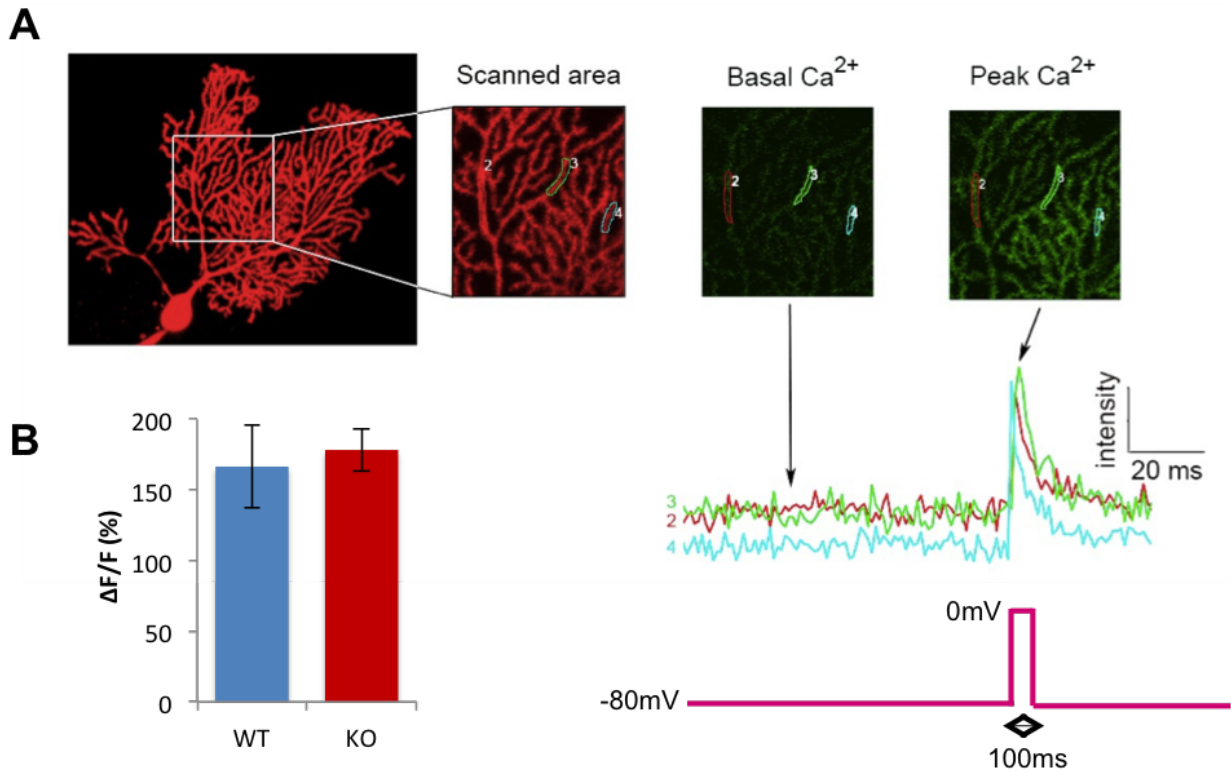 A
Scanned area
Basal Ca2+
Peak Ca2+
2
3
4
2
3
4
2
3
4
intensity
20 ms
3
2
4
0mV
-80mV
100ms
B
ΔF/F (%)
200
150
100
50
0
WT
KO